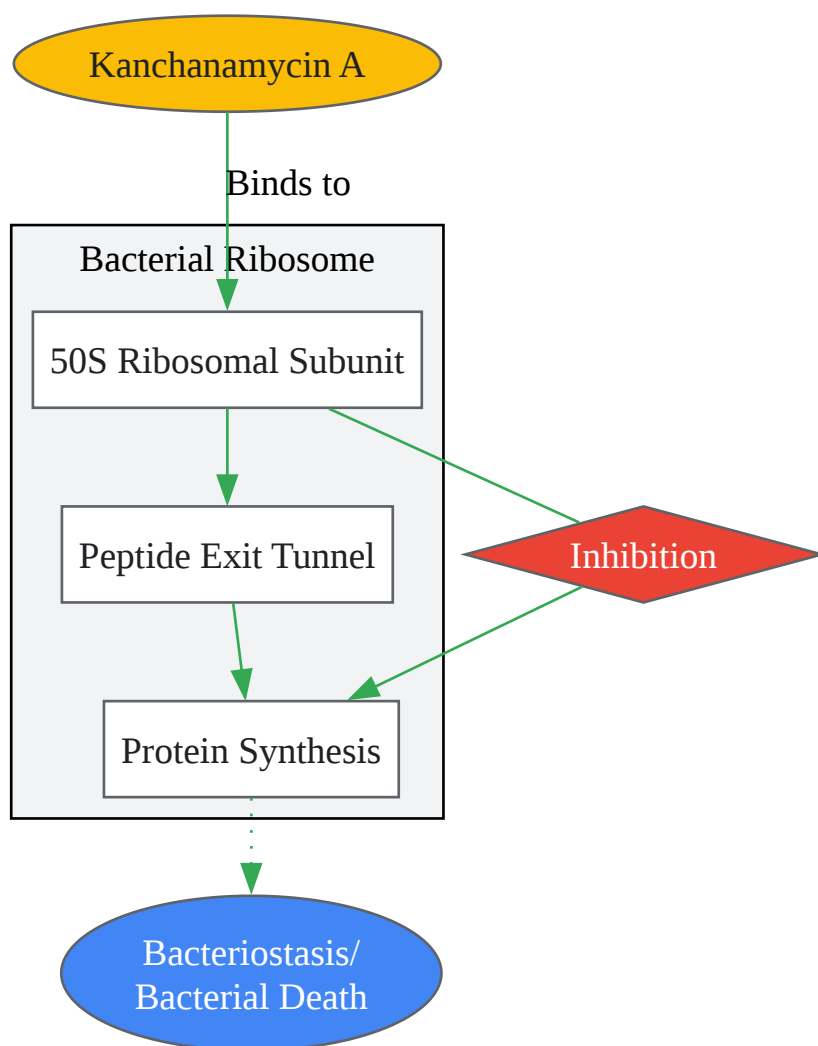 Kanchanamycin A
Binds to
Bacterial Ribosome
50S Ribosomal Subunit
Peptide Exit Tunnel
Inhibition
Protein Synthesis
Bacteriostasis/
Bacterial Death